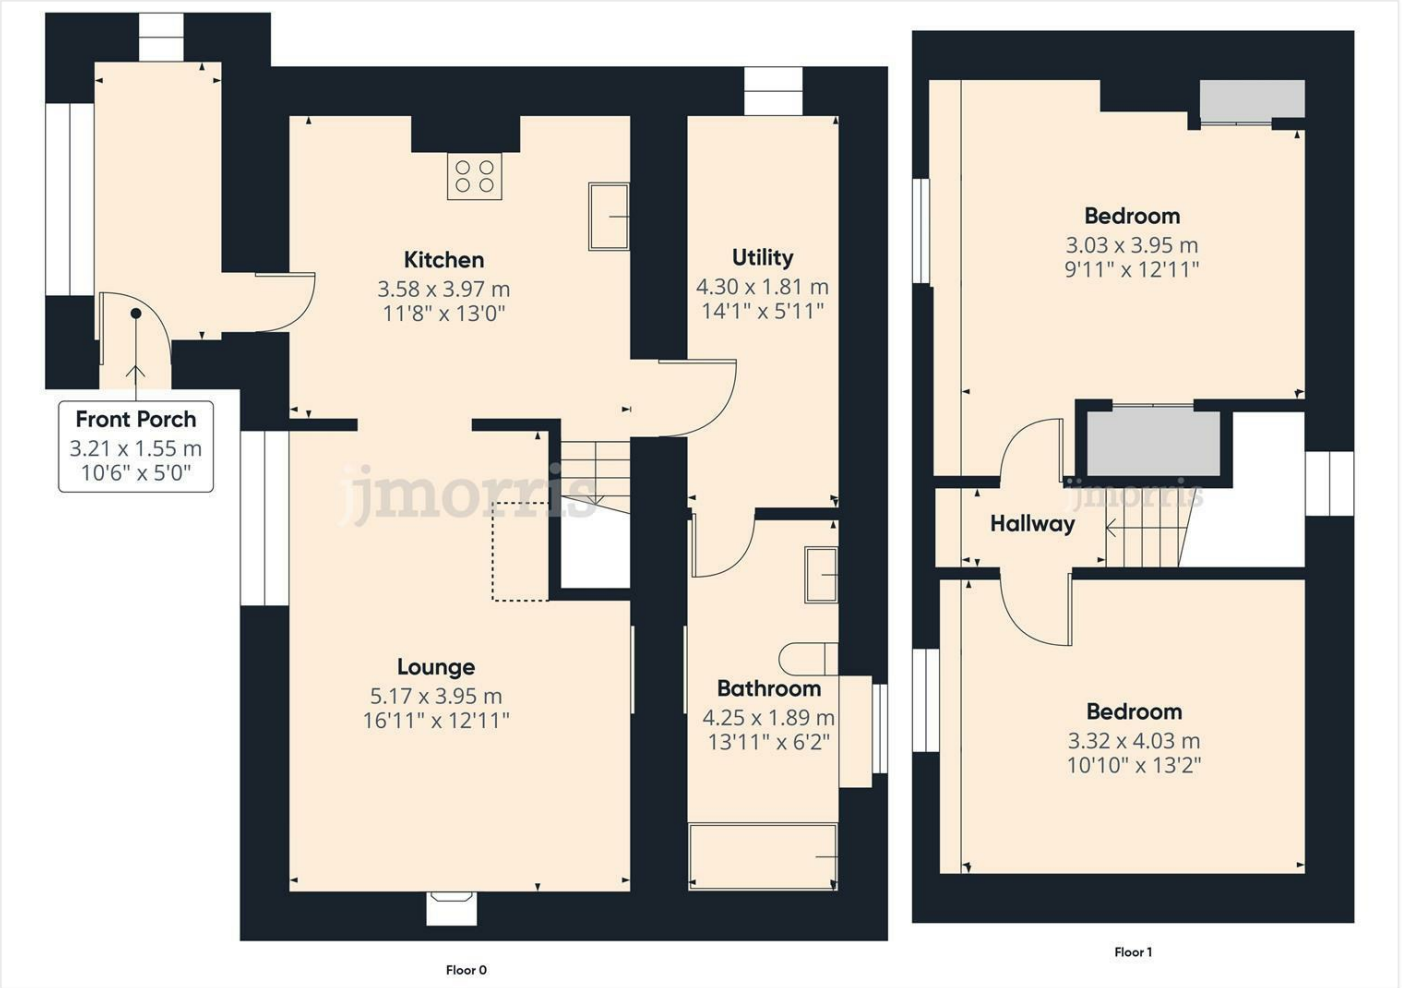 Kitchen
3.58 x 3.97 m
11'8" x 13'0"
Utility
4.30 x 1.81 m
14'1" x 5'11"
Front Porch
3.21 x 1.55 m
10'6" x 5'0"
jjmorris
Lounge
5.17 x 3.95 m
16'11" x 12'11"
Bathroom
4.25 x 1.89 m
13'11" x 6'2"
Floor 0
Bedroom
3.03 x 3.95 m
9'11" x 12'11"
jjmorris
Hallway
Bedroom
3.32 x 4.03 m
10'10" x 13'2"
Floor 1